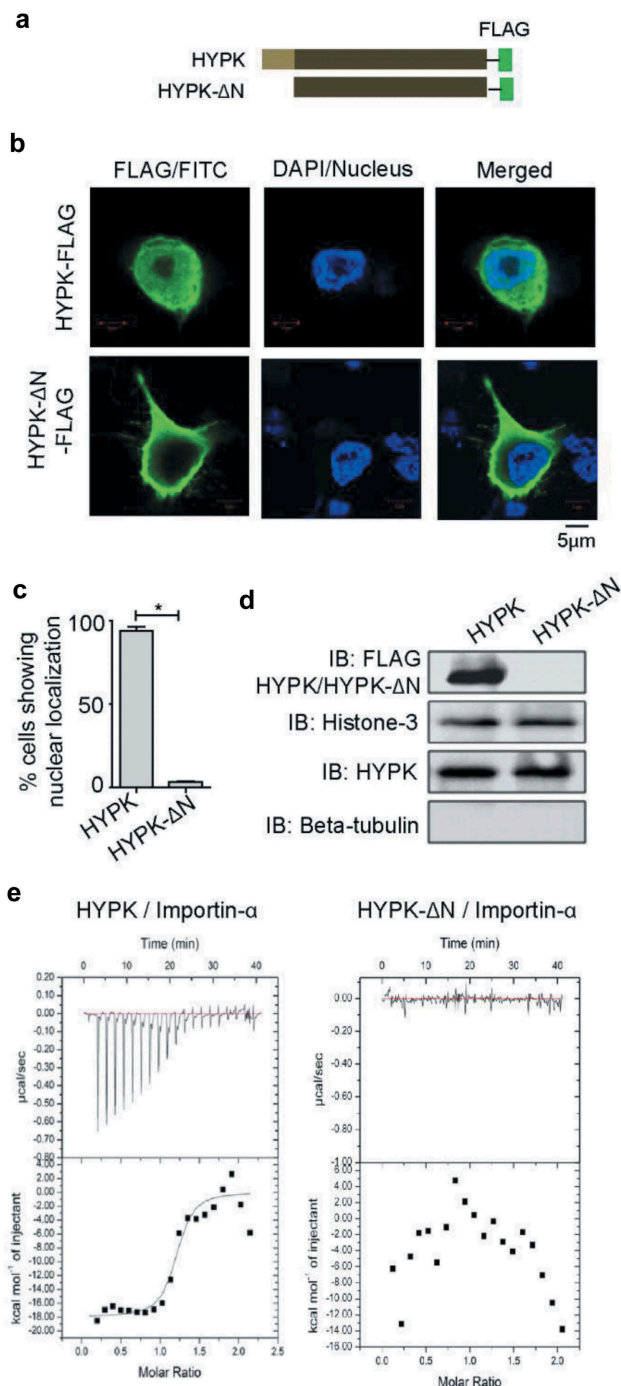 a
FLAG
HYPK
HYPK-ΔN
b
FLAG/FITC DAPI/Nucleus Merged
HYPK-FLAG
HYPK-ΔN
-FLAG
5μm
c
% cells showing
nuclear localization
100
50
0
*
HYPK
HYPK-ΔN
d
HYPK HYPK-ΔN
IB: FLAG
HYPK/HYPK-ΔN
IB: Histone-3
IB: HYPK
IB: Beta-tubulin
e
HYPK / Importin-α
Time (min)
0 10 20 30 40
0.20
0.10
0.00
-0.10
-0.20
-0.30
-0.40
-0.50
-0.60
-0.70
-0.80
µcal/sec
4.00
2.00
0.00
-2.00
-4.00
-6.00
-8.00
-10.00
-12.00
-14.00
-16.00
-18.00
-20.00
kcal mol⁻¹ of injectant
0.0 0.5 1.0 1.5 2.0 2.5
Molar Ratio
HYPK-ΔN / Importin-α
Time (min)
0 10 20 30 40
0.00
-0.20
-0.40
-0.60
-0.80
-1.00
µcal/sec
6.00
4.00
2.00
0.00
-2.00
-4.00
-6.00
-8.00
-10.00
-12.00
-14.00
-16.00
kcal mol⁻¹ of injectant
0.0 0.5 1.0 1.5 2.0
Molar Ratio